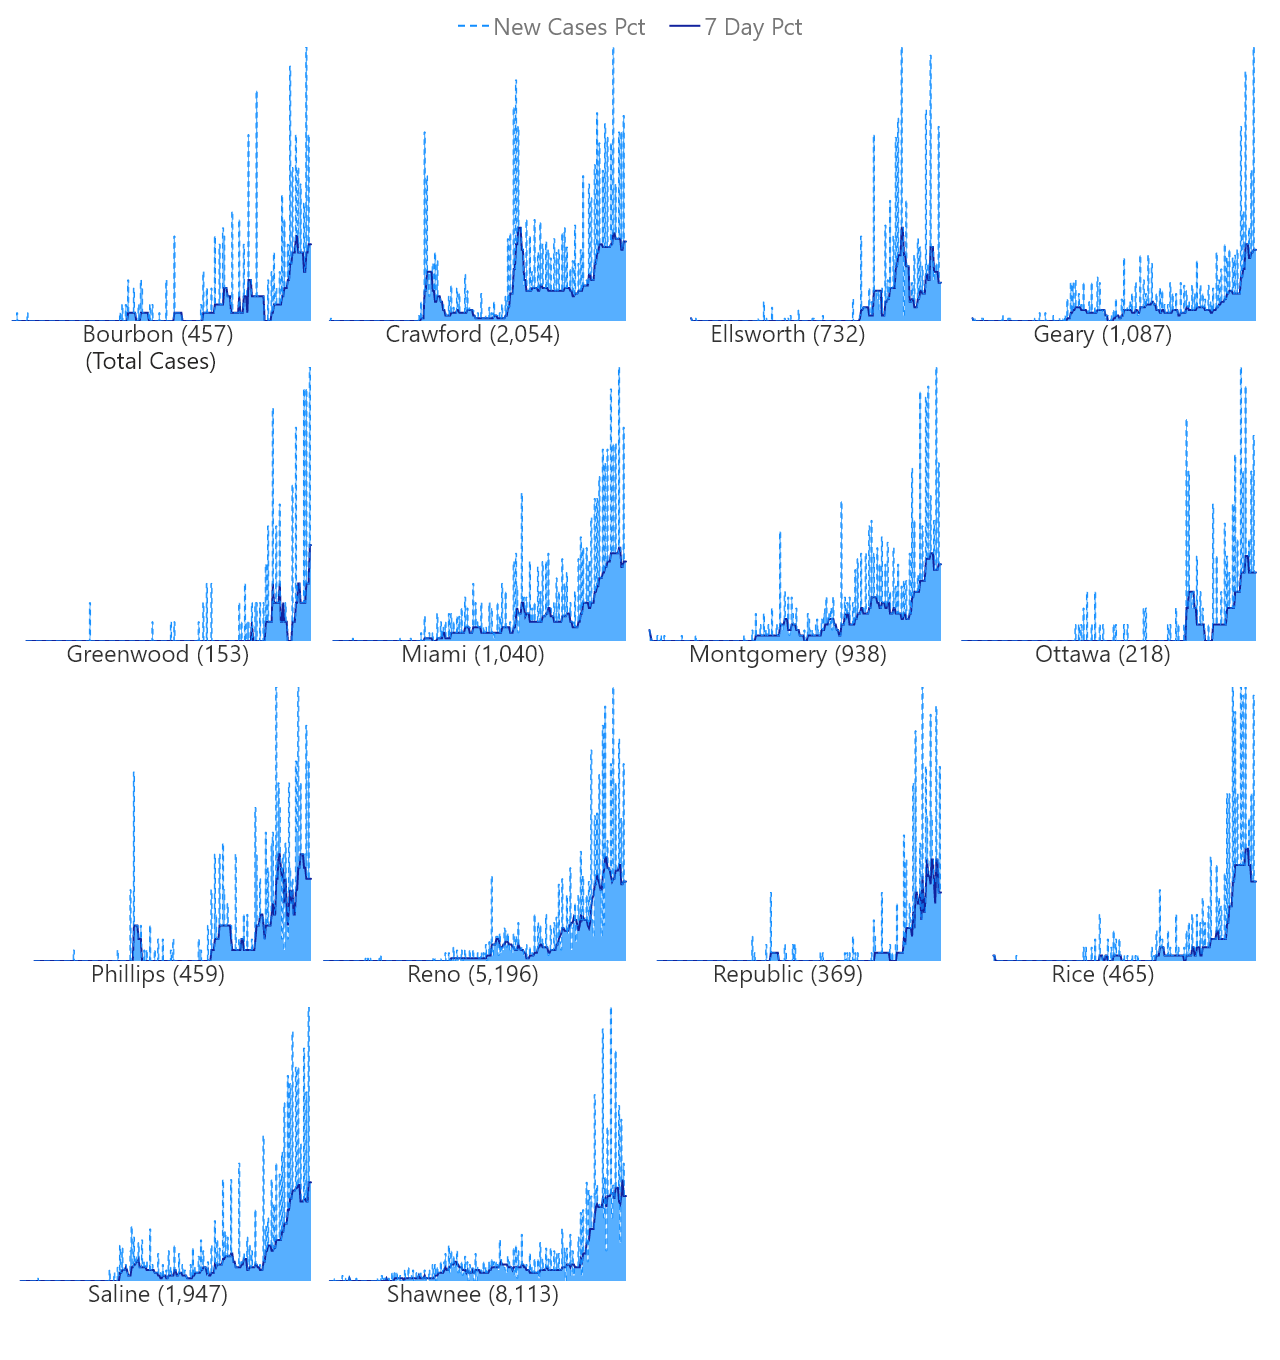 New Cases Pct 7 Day Pct
Bourbon (457) Crawford (2,054) Ellsworth (732) Geary (1,087)
(Total Cases)
Greenwood (153) Miami (1,040) Montgomery (938) Ottawa (218)
Phillips (459) Reno (5,196) Republic (369) Rice (465)
Saline (1,947) Shawnee (8,113)